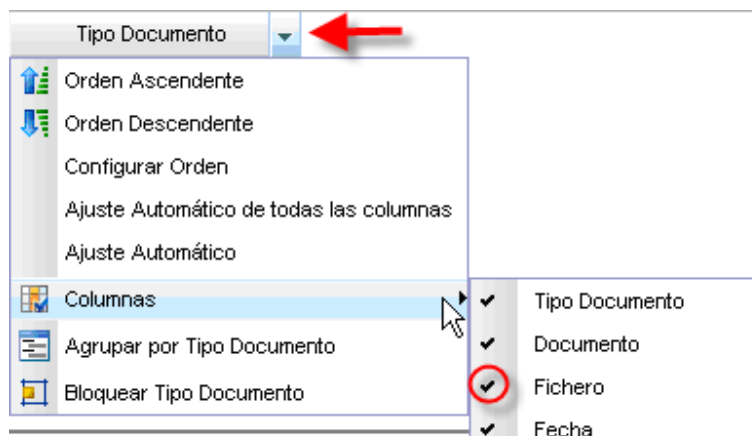 Tipo Documento
Orden Ascendente
Orden Descendente
Configurar Orden
Ajuste Automático de todas las columnas
Ajuste Automático
Columnas
Agrupar por Tipo Documento
Bloquear Tipo Documento
Tipo Documento
Documento
Fichero
Fecha